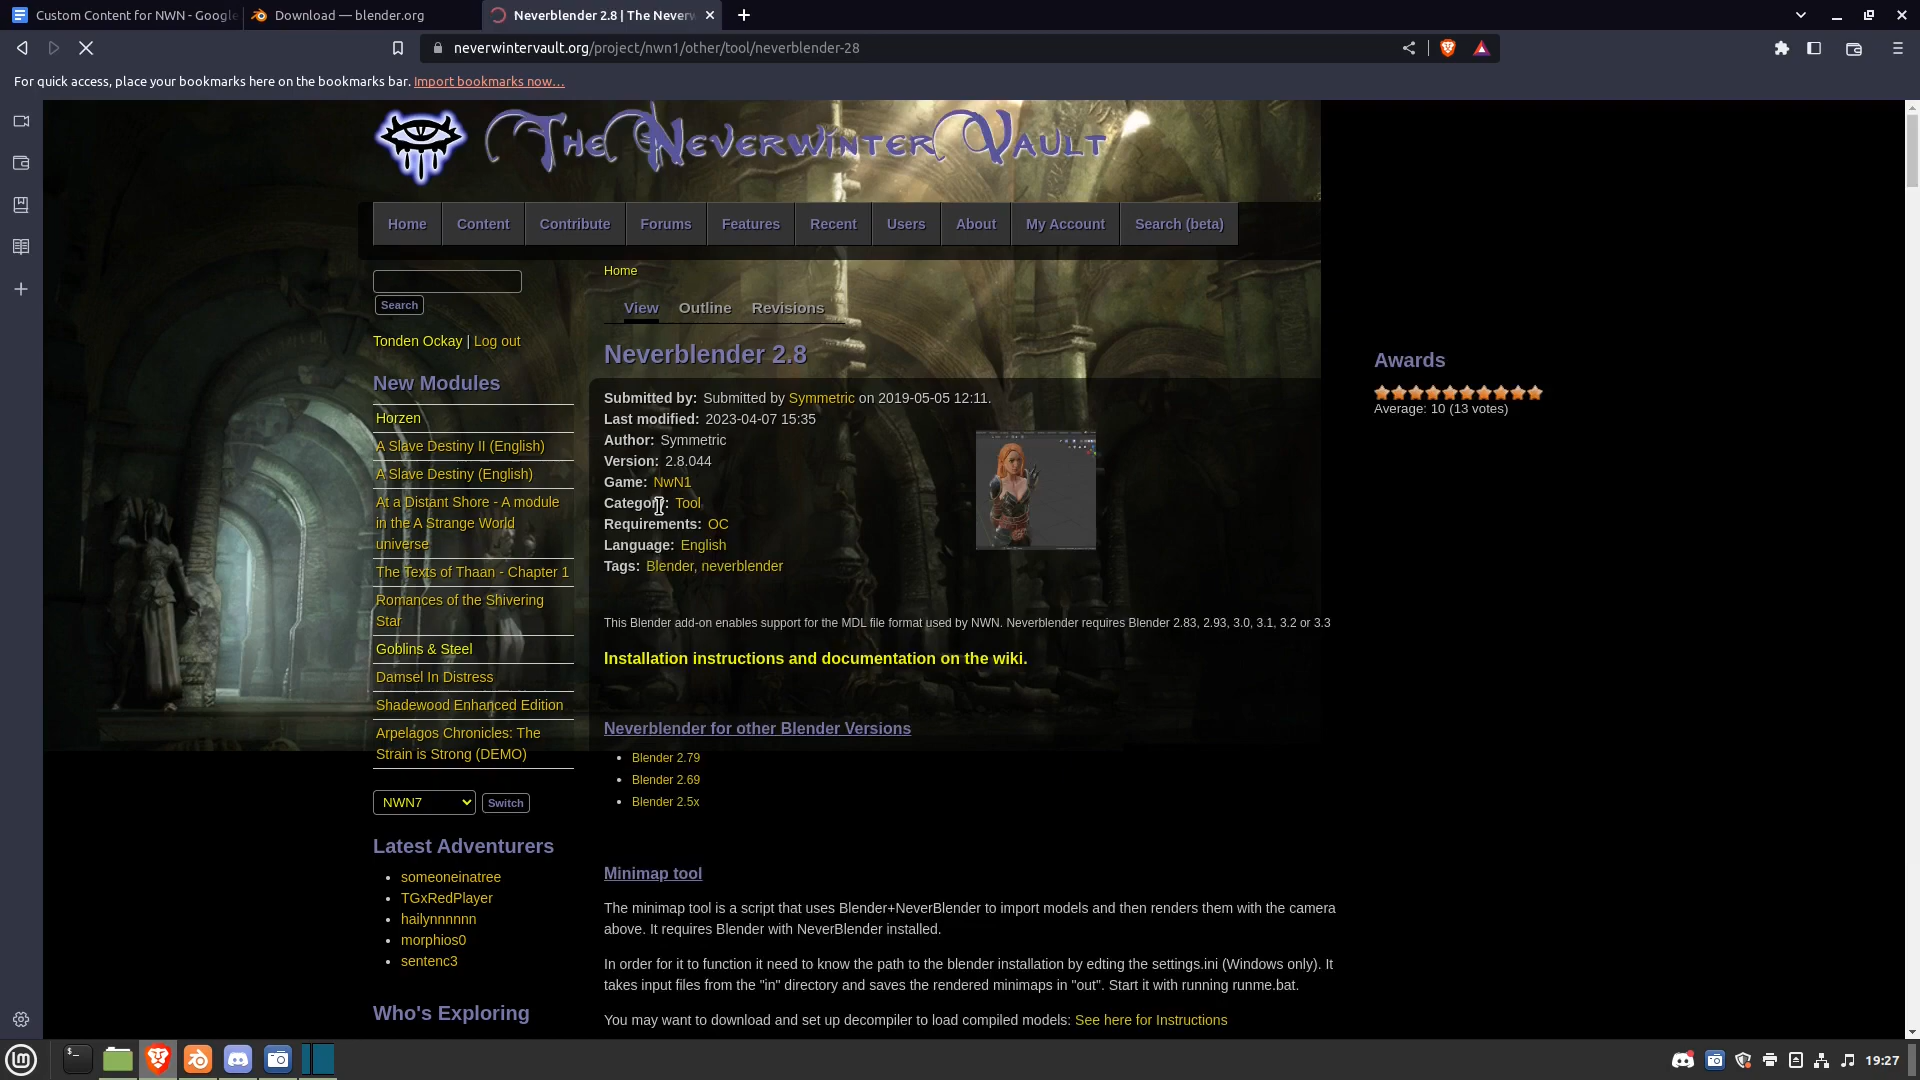 Custom Content for NWN - Google
Download — blender.org
Neverblender 2.8 | The Neverw
neverwintervault.org/project/nwn1/other/tool/neverblender-28
For quick access, place your bookmarks here on the bookmarks bar. Import bookmarks now...
The Neverwinter Vault
Home
Content
Contribute
Forums
Features
Recent
Users
About
My Account
Search (beta)
Search
Tonden Ockay | Log out
New Modules
Horzen
A Slave Destiny II (English)
A Slave Destiny (English)
At a Distant Shore - A module
in the A Strange World
universe
The Texts of Thaan - Chapter 1
Romances of the Shivering
Star
Goblins & Steel
Damsel In Distress
Shadewood Enhanced Edition
Arpelagos Chronicles: The
Strain is Strong (DEMO)
NWN7
Switch
Latest Adventurers
someoneinatree
TGxRedPlayer
hailynnnnnn
morphios0
sentenc3
Who's Exploring
Home
View
Outline
Revisions
Neverblender 2.8
Submitted by: Submitted by Symmetric on 2019-05-05 12:11.
Last modified: 2023-04-07 15:35
Author: Symmetric
Version: 2.8.044
Game: NwN1
Category: Tool
Requirements: OC
Language: English
Tags: Blender, neverblender
This Blender add-on enables support for the MDL file format used by NWN. Neverblender requires Blender 2.83, 2.93, 3.0, 3.1, 3.2 or 3.3
Installation instructions and documentation on the wiki.
Neverblender for other Blender Versions
Blender 2.79
Blender 2.69
Blender 2.5x
Minimap tool
The minimap tool is a script that uses Blender+NeverBlender to import models and then renders them with the camera
above. It requires Blender with NeverBlender installed.
In order for it to function it need to know the path to the blender installation by edting the settings.ini (Windows only). It
takes input files from the "in" directory and saves the rendered minimaps in "out". Start it with running runme.bat.
You may want to download and set up decompiler to load compiled models: See here for Instructions
Awards
Average: 10 (13 votes)
19:27